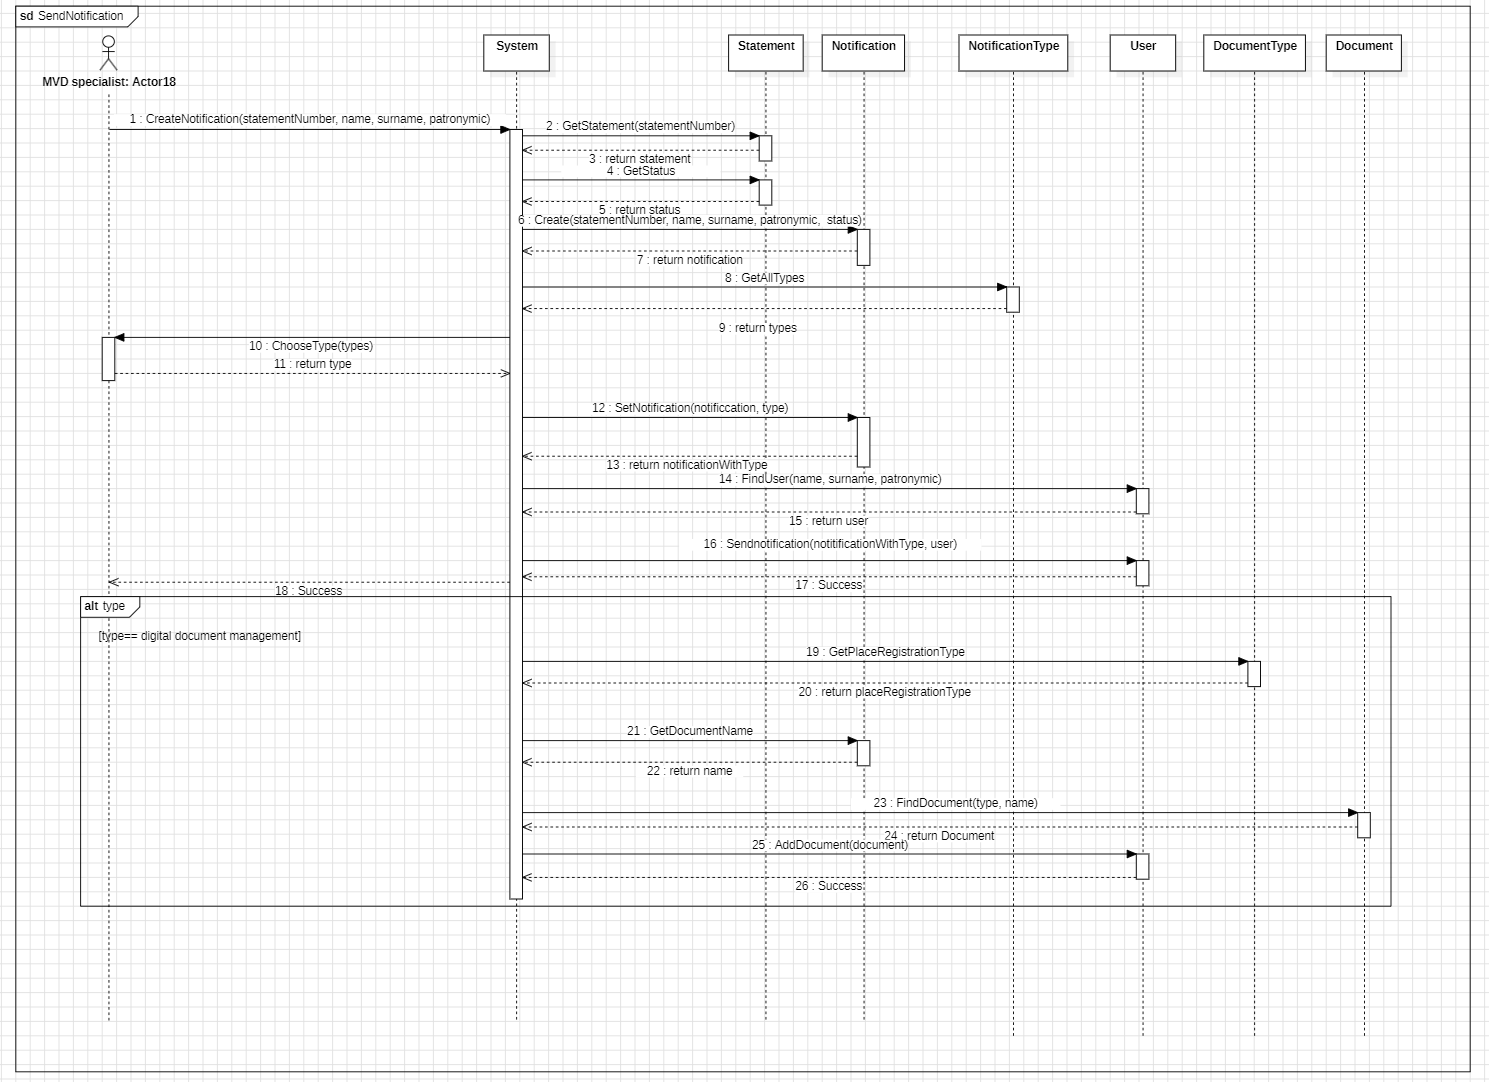 sd SendNotification
System
Statement
Notification
NotificationType
User
DocumentType
Document
MVD specialist: Actor18
1 : CreateNotification(statementNumber, name, surname, patronymic)
2 : GetStatement(statementNumber)
3 : return statement
4 : GetStatus
5 : return status
6 : Create(statementNumber, name, surname, patronymic,  status)
7 : return notification
8 : GetAllTypes
9 : return types
10 : ChooseType(types)
11 : return type
12 : SetNotification(notificcation, type)
13 : return notificationWithType
14 : FindUser(name, surname, patronymic)
15 : return user
16 : Sendnotification(notitificationWithType, user)
17 : Success
18 : Success
alt type
[type== digital document management]
19 : GetPlaceRegistrationType
20 : return placeRegistrationType
21 : GetDocumentName
22 : return name
23 : FindDocument(type, name)
24 : return Document
25 : AddDocument(document)
26 : Success